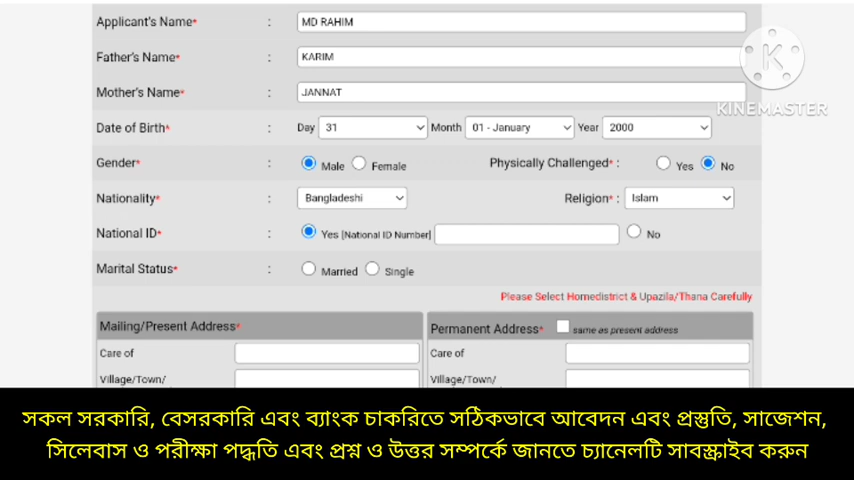 Applicant's Name* : MD RAHIM
Father's Name* : KARIM
KINEMASTER
Mother's Name* : JANNAT
Date of Birth* : Day 31 Month 01 - January Year 2000
Gender* : Male Female Physically Challenged* : Yes No
Nationality* : Bangladeshi Religion* : Islam
National ID* : Yes [National ID Number] No
Marital Status* : Married Single
Please Select Homedistrict & Upazila/Thana Carefully
Mailing/Present Address* Permanent Address* same as present address
Care of Care of
Village/Town/ Village/Town/
সকল সরকারি, বেসরকারি এবং ব্যাংক চাকরিতে সঠিকভাবে আবেদন এবং প্রস্তুতি, সাজেশন,
সিলেবাস ও পরীক্ষা পদ্ধতি এবং প্রশ্ন ও উত্তর সম্পর্কে জানতে চ্যানেলটি সাবস্ক্রাইব করুন